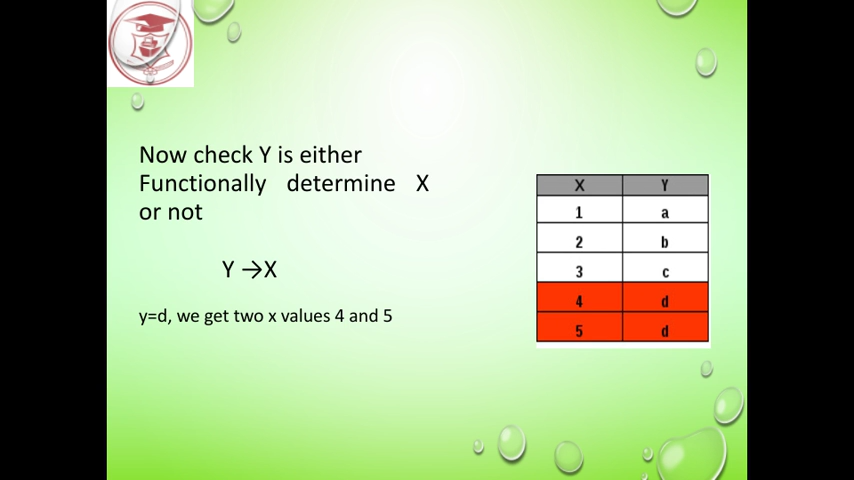 Now check Y is either
Functionally determine X
or not
Y →X
y=d, we get two x values 4 and 5
X Y
1 a
2 b
3 c
4 d
5 d